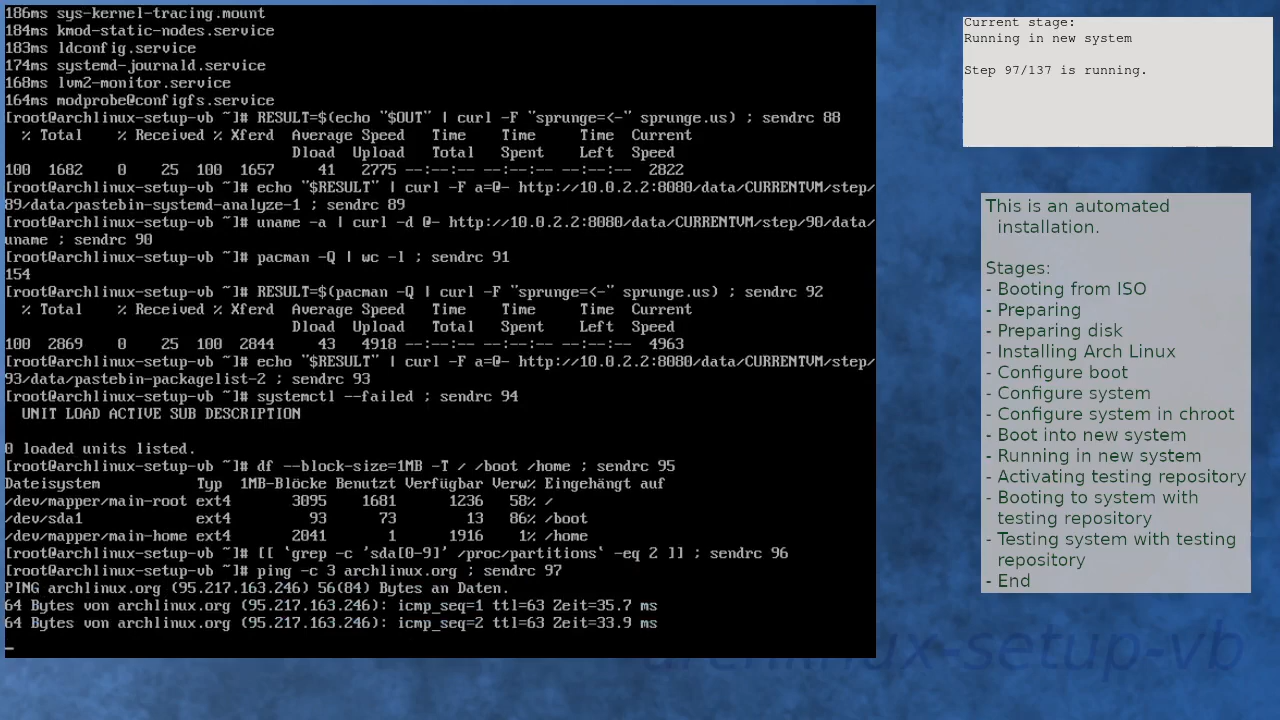 186ms sys-kernel-tracing.mount
184ms kmod-static-nodes.service
183ms ldconfig.service
174ms systemd-journald.service
168ms lvm2-monitor.service
164ms modprobe@configfs.service
[root@archlinux-setup-vb ~]# RESULT=$(echo "$OUT" | curl -F "sprunge=<-" sprunge.us) ; sendrc 88
  % Total    % Received % Xferd  Average Speed   Time    Time     Time  Current
                                 Dload  Upload   Total   Spent    Left  Speed
100  1682    0    25  100  1657     41   2775 --:--:-- --:--:-- --:--:--  2822
[root@archlinux-setup-vb ~]# echo "$RESULT" | curl -F a=@- http://10.0.2.2:8080/data/CURRENTVM/step/
89/data/pastebin-systemd-analyze-1 ; sendrc 89
[root@archlinux-setup-vb ~]# uname -a | curl -d @- http://10.0.2.2:8080/data/CURRENTVM/step/90/data/
uname ; sendrc 90
[root@archlinux-setup-vb ~]# pacman -Q | wc -l ; sendrc 91
154
[root@archlinux-setup-vb ~]# RESULT=$(pacman -Q | curl -F "sprunge=<-" sprunge.us) ; sendrc 92
  % Total    % Received % Xferd  Average Speed   Time    Time     Time  Current
                                 Dload  Upload   Total   Spent    Left  Speed
100  2869    0    25  100  2844     43   4918 --:--:-- --:--:-- --:--:--  4963
[root@archlinux-setup-vb ~]# echo "$RESULT" | curl -F a=@- http://10.0.2.2:8080/data/CURRENTVM/step/
93/data/pastebin-packagelist-2 ; sendrc 93
[root@archlinux-setup-vb ~]# systemctl --failed ; sendrc 94
  UNIT LOAD ACTIVE SUB DESCRIPTION
0 loaded units listed.
[root@archlinux-setup-vb ~]# df --block-size=1MB -T / /boot /home ; sendrc 95
Dateisystem           Typ  1MB-Blöcke Benutzt Verfügbar Verw% Eingehängt auf
/dev/mapper/main-root ext4       3095    1681      1236   58% /
/dev/sda1             ext4         93      73        13   86% /boot
/dev/mapper/main-home ext4       2041       1      1916    1% /home
[root@archlinux-setup-vb ~]# [[ `grep -c 'sda[0-9]' /proc/partitions` -eq 2 ]] ; sendrc 96
[root@archlinux-setup-vb ~]# ping -c 3 archlinux.org ; sendrc 97
PING archlinux.org (95.217.163.246) 56(84) Bytes an Daten.
64 Bytes von archlinux.org (95.217.163.246): icmp_seq=1 ttl=63 Zeit=35.7 ms
64 Bytes von archlinux.org (95.217.163.246): icmp_seq=2 ttl=63 Zeit=33.9 ms
Current stage:
Running in new system
Step 97/137 is running.
This is an automated
installation.
Stages:
- Booting from ISO
- Preparing
- Preparing disk
- Installing Arch Linux
- Configure boot
- Configure system
- Configure system in chroot
- Boot into new system
- Running in new system
- Activating testing repository
- Booting to system with
testing repository
- Testing system with testing
repository
- End
archlinux-setup-vb